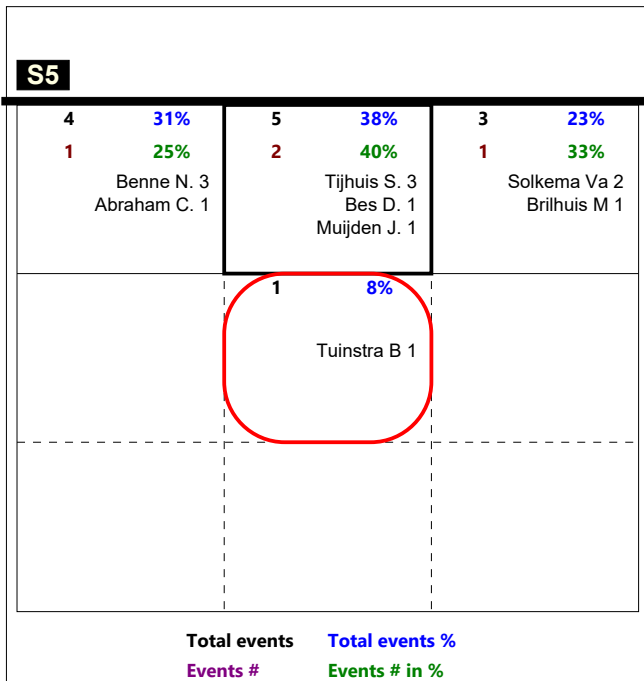 S5
4 31% 5 38% 3 23%
1 25% 2 40% 1 33%
Benne N. 3 Tijhuis S. 3 Solkema Va 2
Abraham C. 1 Bes D. 1 Brilhuis M 1
Muijden J. 1
1 8%
Tuinstra B 1
Total events Total events %
Events # Events # in %